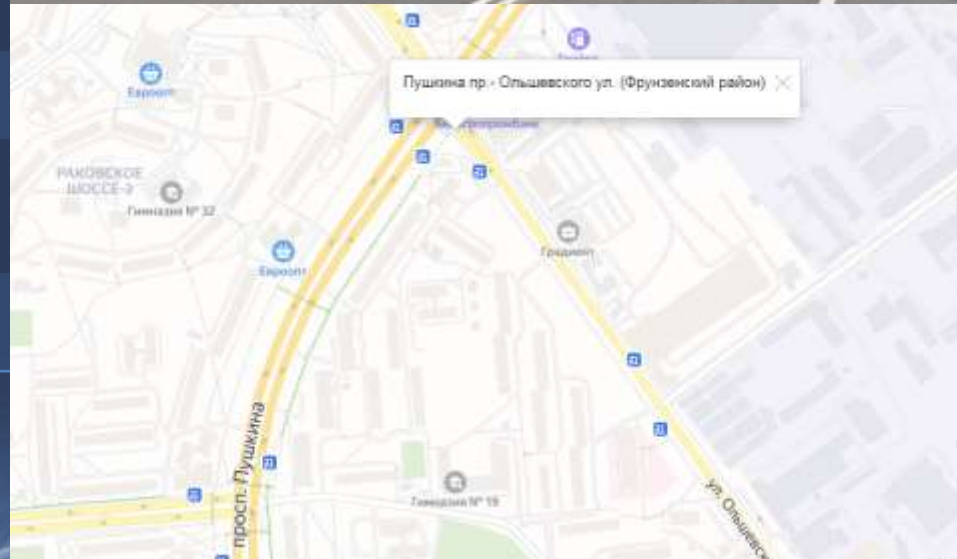 Пушкина пр.- Ольшевского ул. (Фрунзенский район)
Евроопт
РАКОВСКОЕ
ШОССЕ-3
Гимназия № 32
Градиент
Евроопт
просп. Пушкина
Гимназия № 19
ул. Ольшевск